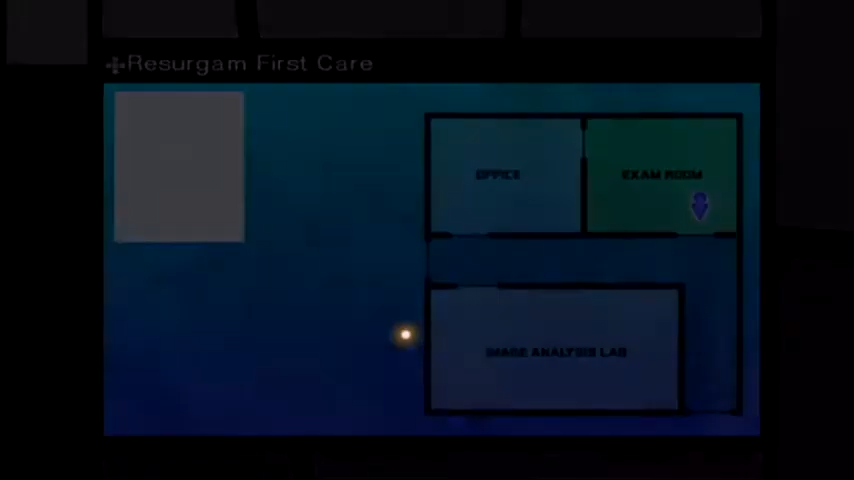 Resurgam First Care
OFFICE
EXAM ROOM
IMAGE ANALYSIS LAB